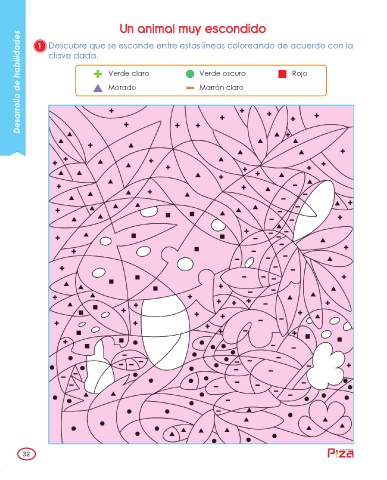 Desarrollo de habilidades
Un animal muy escondido
1 Descubre que se esconde entre estas líneas coloreando de acuerdo con la
clave dada.
Verde claro Verde oscuro Rojo
Morado Marrón claro
32